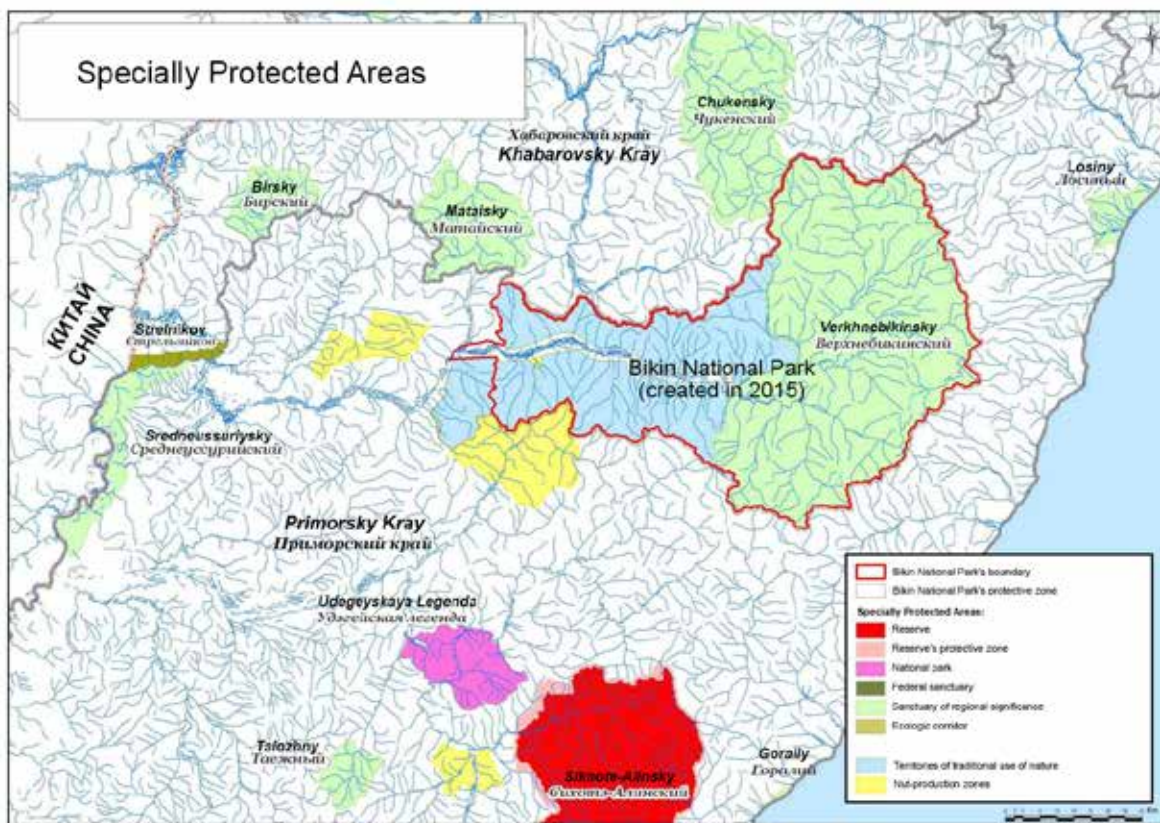 Specially Protected Areas
Chukensky
Чукенский
Хабаровский край
Khabarovsky Kray
Losiny
Лосиный
Birsky
Бирский
Mataisky
Матайский
КИТАЙ
CHINA
Strelnikov
Стрельников
Verkhnebikinsky
Верхнебикинский
Bikin National Park
(created in 2015)
Sredneussuriysky
Среднеуссурийский
Primorsky Kray
Приморский край
Udegeyskaya Legenda
Удэгейская легенда
Taiozhny
Таежный
Sikhote-Alinsky
Сихотэ-Алинский
Goraliy
Горалий
Bikin National Park's boundary
Bikin National Park's protective zone
Specially Protected Areas:
Reserve
Reserve's protective zone
National park
Federal sanctuary
Sanctuary of regional significance
Ecologic corridor
Territories of traditional use of nature
Nut-production zones